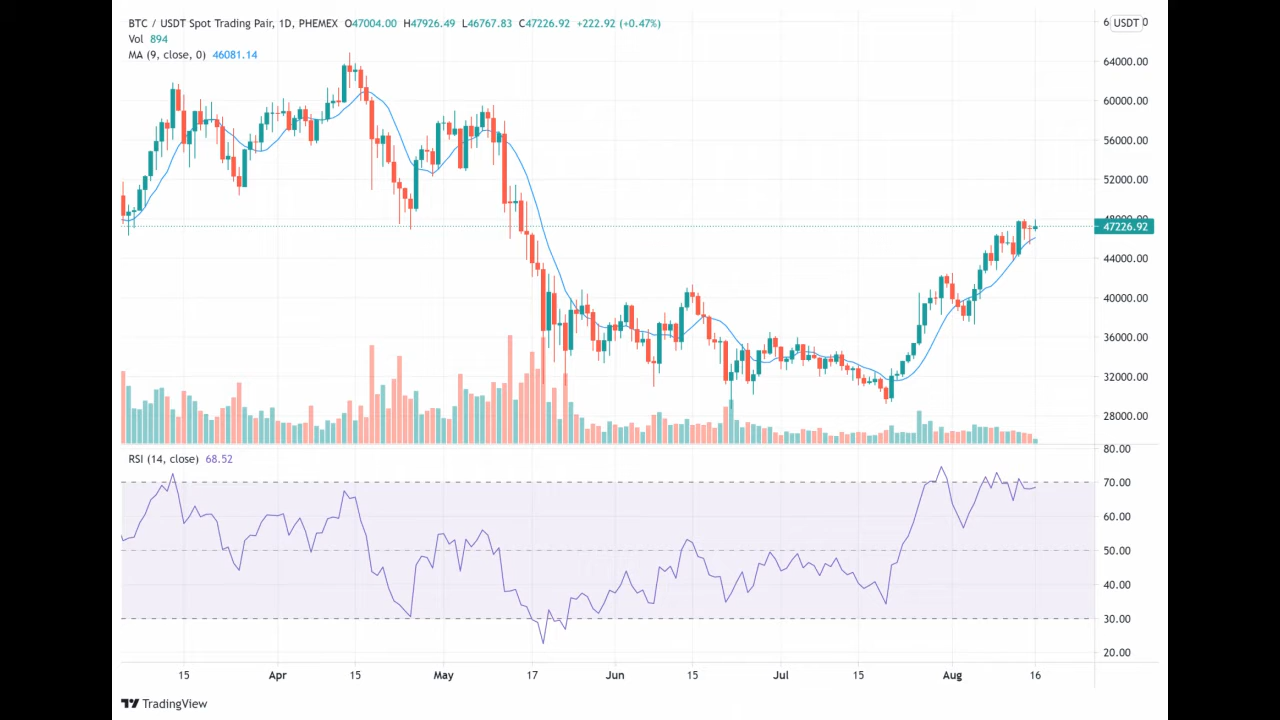 BTC / USDT Spot Trading Pair, 1D, PHEMEX O47004.00 H47926.49 L46767.83 C47226.92 +222.92 (+0.47%)
Vol 894
MA (9, close, 0) 46081.14
USDT
64000.00
60000.00
56000.00
52000.00
48000.00
47226.92
44000.00
40000.00
36000.00
32000.00
28000.00
RSI (14, close) 68.52
80.00
70.00
60.00
50.00
40.00
30.00
20.00
15 Apr 15 May 17 Jun 15 Jul 15 Aug 16
TradingView